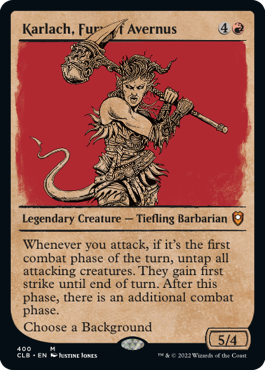 Karlach, Fury of Avernus 4
Legendary Creature — Tiefling Barbarian
Whenever you attack, if it's the first
combat phase of the turn, untap all
attacking creatures. They gain first
strike until end of turn. After this
phase, there is an additional combat
phase.
Choose a Background
5/4
400 M
CLB • EN Justine Jones ™ & © 2022 Wizards of the Coast